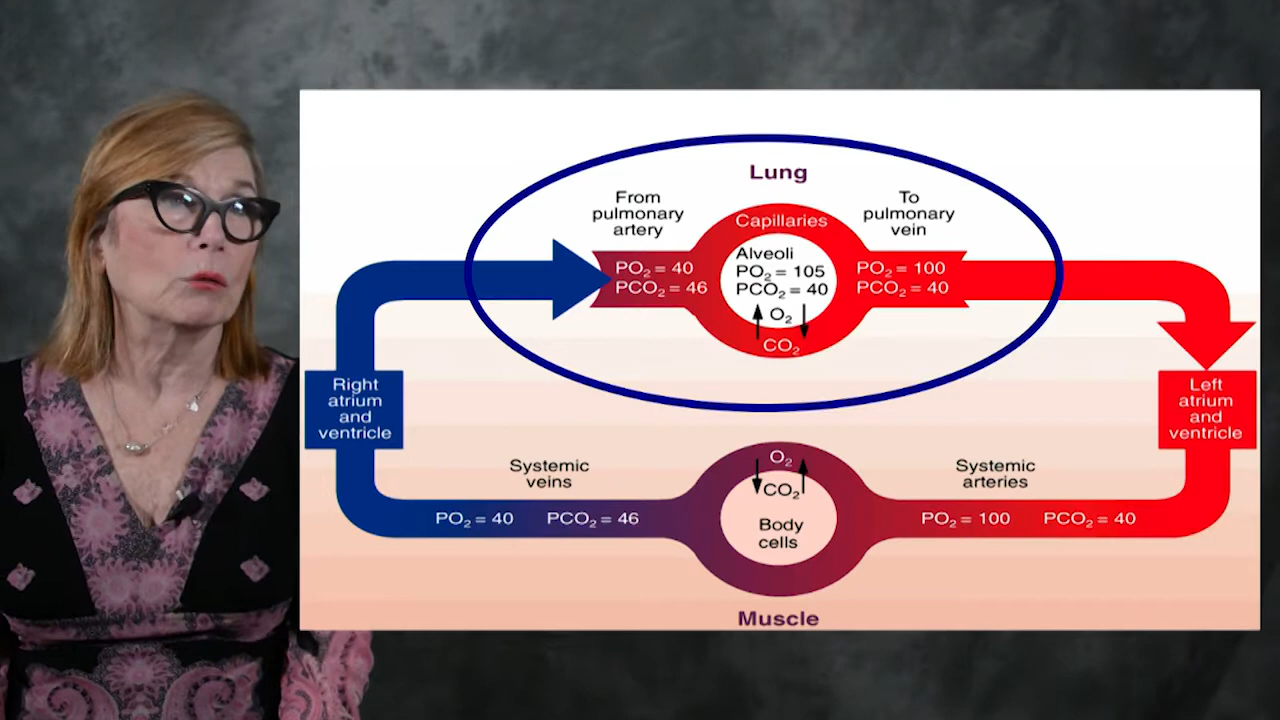 Lung
From
pulmonary
artery
To
pulmonary
vein
Capillaries
Alveoli
PO₂ = 105
PCO₂ = 40
O₂
CO₂
PO₂ = 40
PCO₂ = 46
PO₂ = 100
PCO₂ = 40
Right
atrium
and
ventricle
Left
atrium
and
ventricle
Systemic
veins
Systemic
arteries
O₂
CO₂
Body
cells
PO₂ = 40 PCO₂ = 46
PO₂ = 100 PCO₂ = 40
Muscle